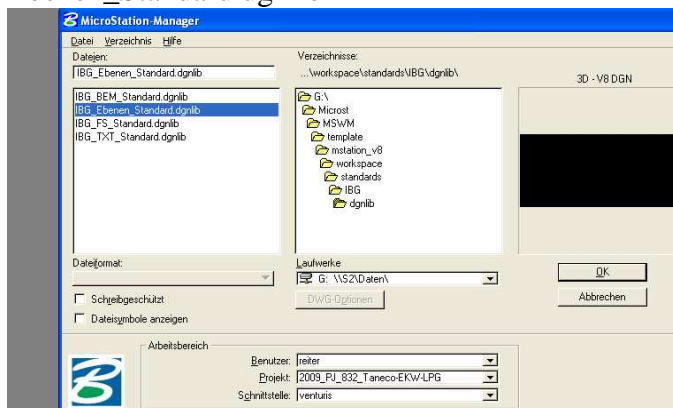 MicroStation-Manager
Datei Verzeichnis Hilfe
Dateien:
IBG_Ebenen_Standard.dgnlib
IBG_BEM_Standard.dgnlib
IBG_Ebenen_Standard.dgnlib
IBG_FS_Standard.dgnlib
IBG_TXT_Standard.dgnlib
Verzeichnisse:
...\workspace\standards\IBG\dgnlib\
G:\
Microst
MSWM
template
mstation_v8
workspace
standards
IBG
dgnlib
3D - V8 DGN
Dateiformat:
Laufwerke
G: \\S2\Daten\
OK
Schreibgeschützt
DWG-Optionen
Abbrechen
Dateisymbole anzeigen
Arbeitsbereich
Benutzer: reiter
Projekt: 2009_PJ_832_Taneco-EKW-LPG
Schnittstelle: venturis